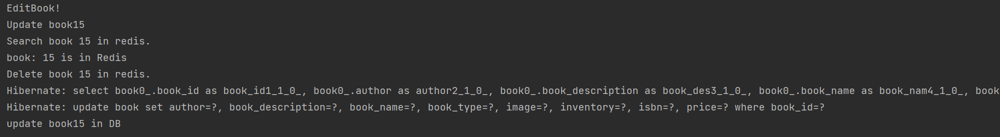 EditBook!
Update book15
Search book 15 in redis.
book: 15 is in Redis
Delete book 15 in redis.
Hibernate: select book0_.book_id as book_id1_1_0_, book0_.author as author2_1_0_, book0_.book_description as book_des3_1_0_, book0_.book_name as book_nam4_1_0_, book
Hibernate: update book set author=?, book_description=?, book_name=?, book_type=?, image=?, inventory=?, isbn=?, price=? where book_id=?
update book15 in DB